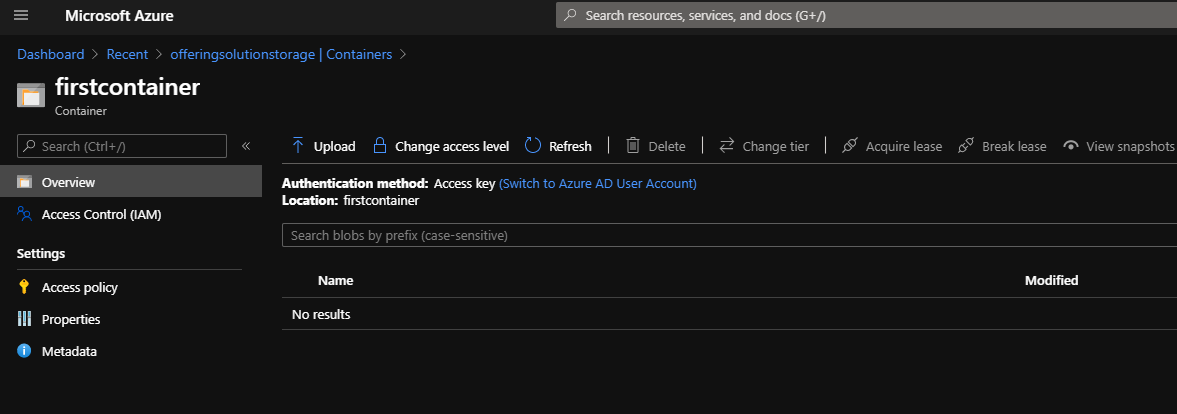 Microsoft Azure
Search resources, services, and docs (G+/)
Dashboard > Recent > offeringsolutionstorage | Containers >
firstcontainer
Container
Search (Ctrl+/) «
Upload Change access level Refresh Delete Change tier Acquire lease Break lease View snapshots
Overview
Authentication method: Access key (Switch to Azure AD User Account)
Location: firstcontainer
Access Control (IAM)
Search blobs by prefix (case-sensitive)
Settings
Name Modified
Access policy
No results
Properties
Metadata